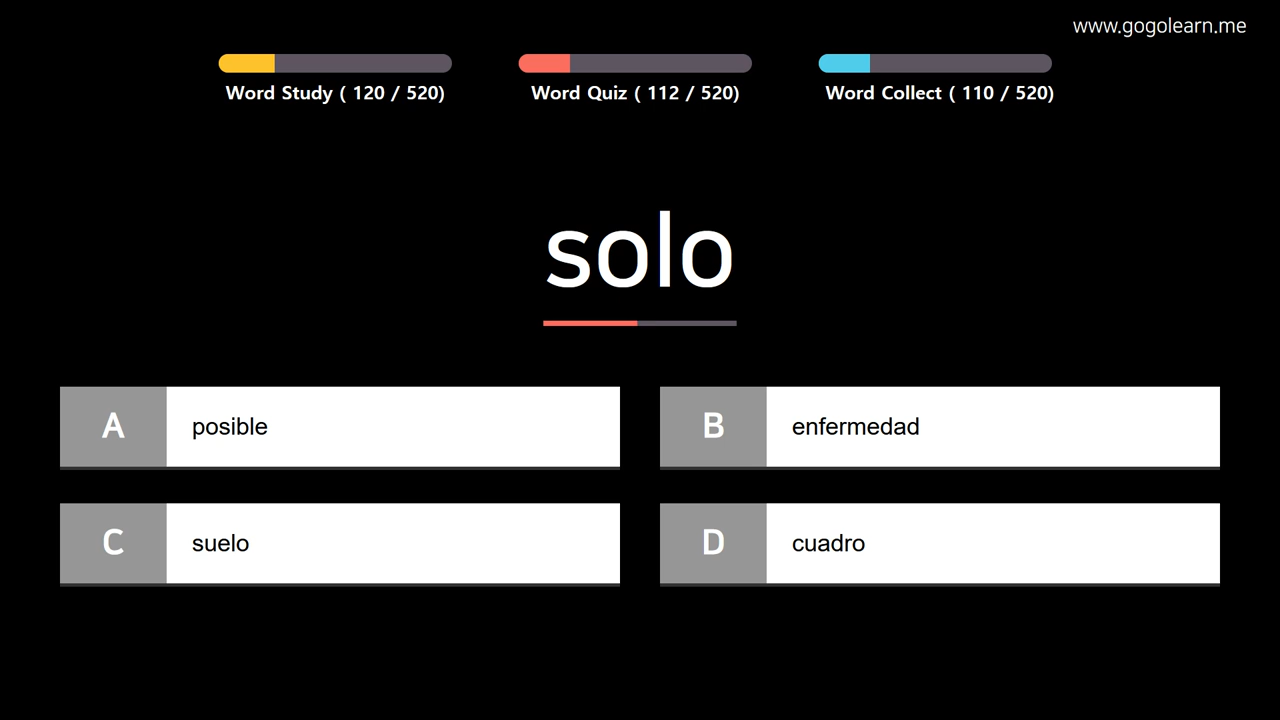 www.gogolearn.me
Word Study ( 120 / 520)
Word Quiz ( 112 / 520)
Word Collect ( 110 / 520)
solo
A posible
B enfermedad
C suelo
D cuadro